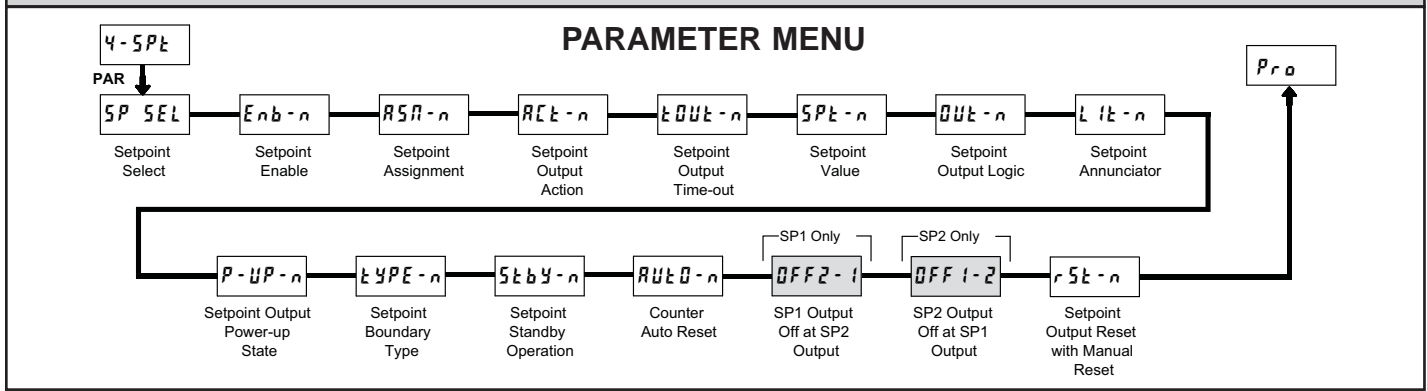 PARAMETER MENU
4-SPt
PAR
Pro
SP SEL
Enb-n
ASN-n
ACt-n
tOUt-n
SPt-n
OUt-n
LIt-n
Setpoint
Select
Setpoint
Enable
Setpoint
Assignment
Setpoint
Output
Action
Setpoint
Output
Time-out
Setpoint
Value
Setpoint
Output Logic
Setpoint
Annunciator
SP1 Only
SP2 Only
P-UP-n
tYPE-n
StbY-n
AUtO-n
OFF2-1
OFF1-2
rSt-n
Setpoint Output
Power-up
State
Setpoint
Boundary
Type
Setpoint
Standby
Operation
Counter
Auto Reset
SP1 Output
Off at SP2
Output
SP2 Output
Off at SP1
Output
Setpoint
Output Reset
with Manual
Reset